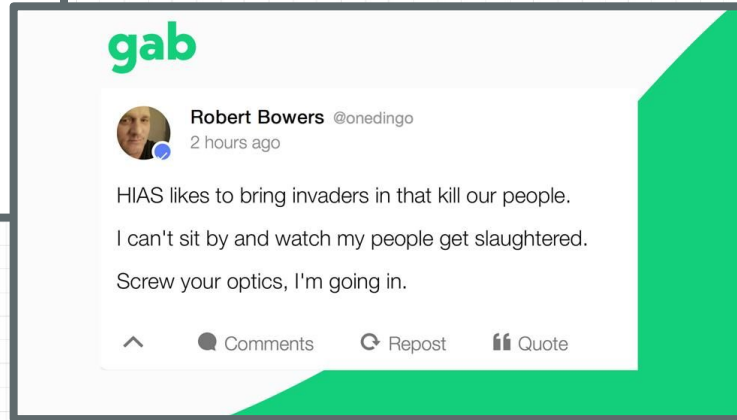 gab
Robert Bowers @onedingo
2 hours ago
HIAS likes to bring invaders in that kill our people.
I can't sit by and watch my people get slaughtered.
Screw your optics, I'm going in.
Comments Repost Quote